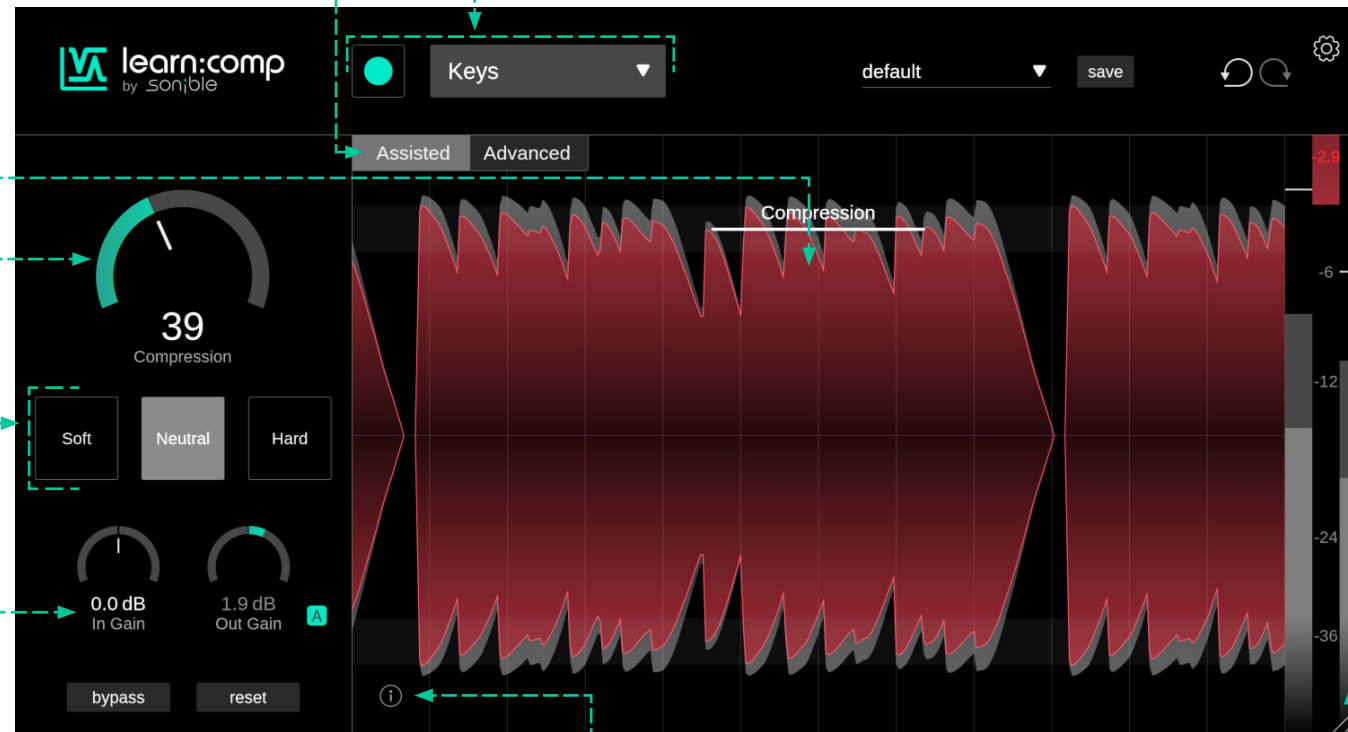 learn:comp
by sonible
Keys
default
save
Assisted
Advanced
-2.9
Compression
-6
39
Compression
-12
Soft
Neutral
Hard
-24
0.0 dB
In Gain
1.9 dB
Out Gain
A
-36
bypass
reset
i